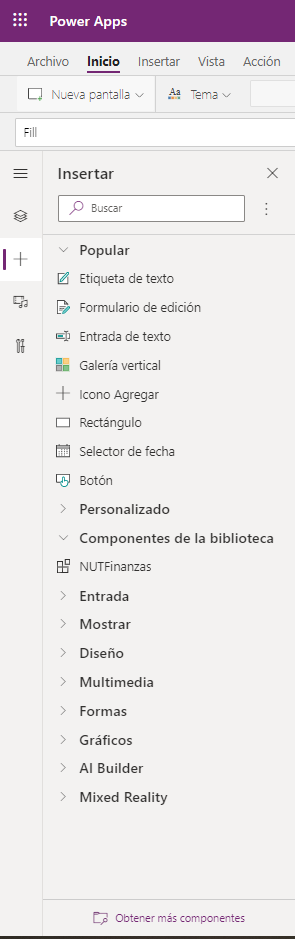 Power Apps
Archivo Inicio Insertar Vista Acción
Nueva pantalla Tema
Fill
Insertar
Buscar
Popular
Etiqueta de texto
Formulario de edición
Entrada de texto
Galería vertical
Icono Agregar
Rectángulo
Selector de fecha
Botón
Personalizado
Componentes de la biblioteca
NUTFinanzas
Entrada
Mostrar
Diseño
Multimedia
Formas
Gráficos
AI Builder
Mixed Reality
Obtener más componentes